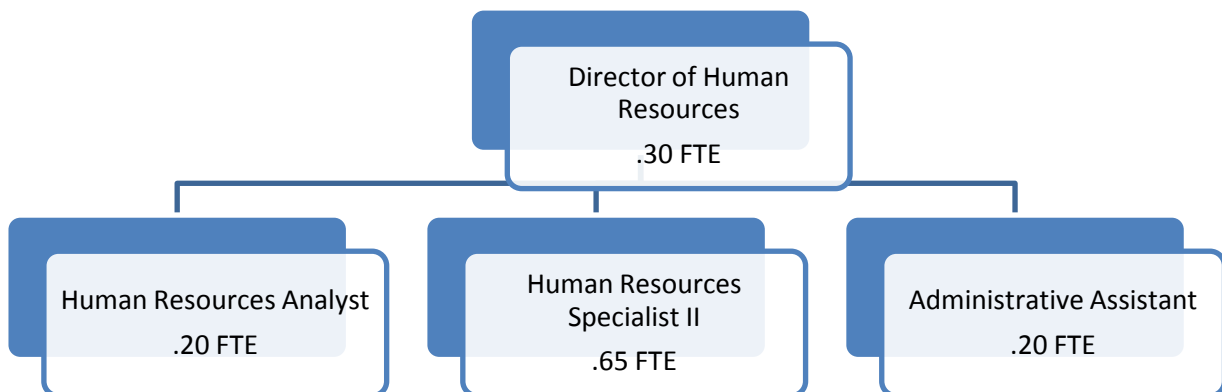 Director of Human
Resources
.30 FTE
Human Resources Analyst
.20 FTE
Human Resources
Specialist II
.65 FTE
Administrative Assistant
.20 FTE